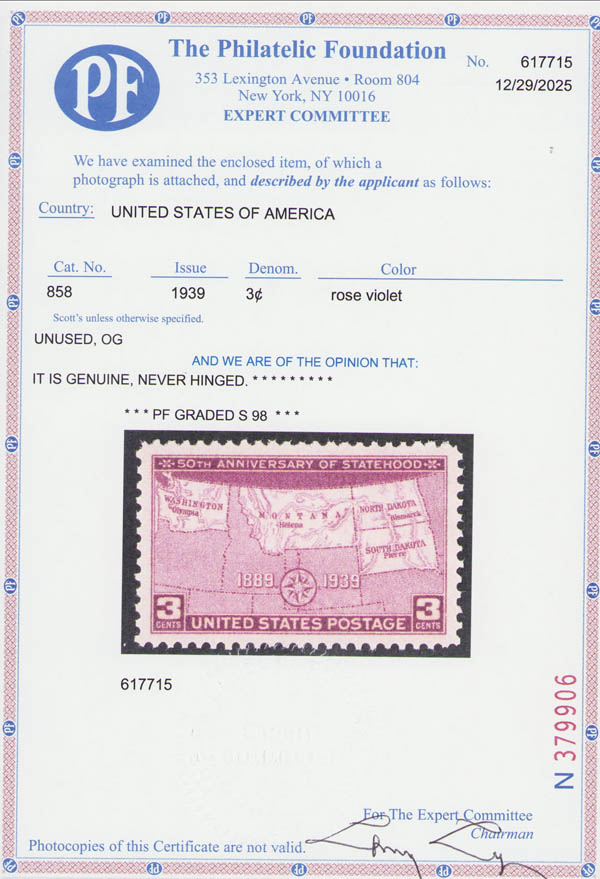 The Philatelic Foundation
No. 617715
353 Lexington Avenue • Room 804
12/29/2025
New York, NY 10016
EXPERT COMMITTEE
PF
We have examined the enclosed item, of which a
photograph is attached, and described by the applicant as follows:
Country: UNITED STATES OF AMERICA
Cat. No. Issue Denom. Color
858 1939 3¢ rose violet
Scott's unless otherwise specified.
UNUSED, OG
AND WE ARE OF THE OPINION THAT:
IT IS GENUINE, NEVER HINGED. * * * * * * * * *
* * * PF GRADED S 98 * * *
50TH ANNIVERSARY OF STATEHOOD
WASHINGTON
Olympia
MONTANA
Helena
NORTH DAKOTA
Bismarck
SOUTH DAKOTA
Pierre
1889 1939
3 CENTS
UNITED STATES POSTAGE
3 CENTS
617715
N 379906
For The Expert Committee
Chairman
Photocopies of this Certificate are not valid.